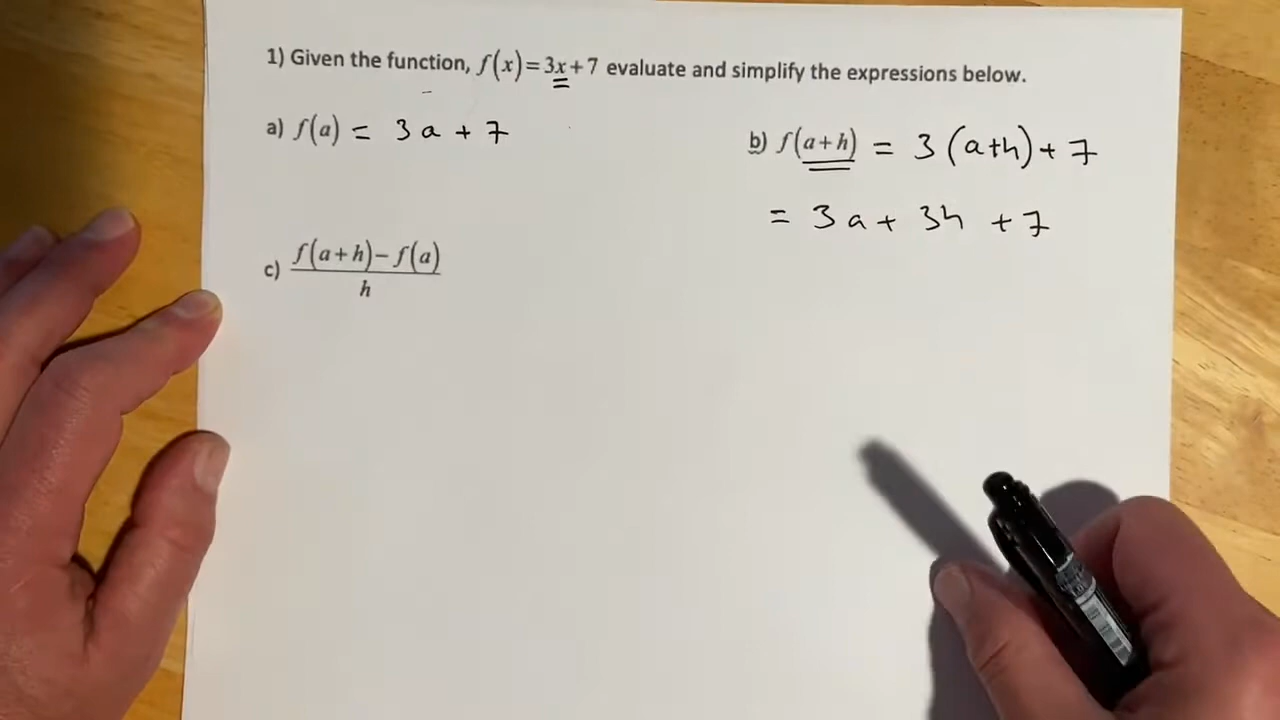 1) Given the function, f(x)=3x+7 evaluate and simplify the expressions below.
a) f(a) = 3a + 7
b) f(a+h) = 3(a+h)+7
= 3a + 3h + 7
c) \frac{f(a+h)-f(a)}{h}